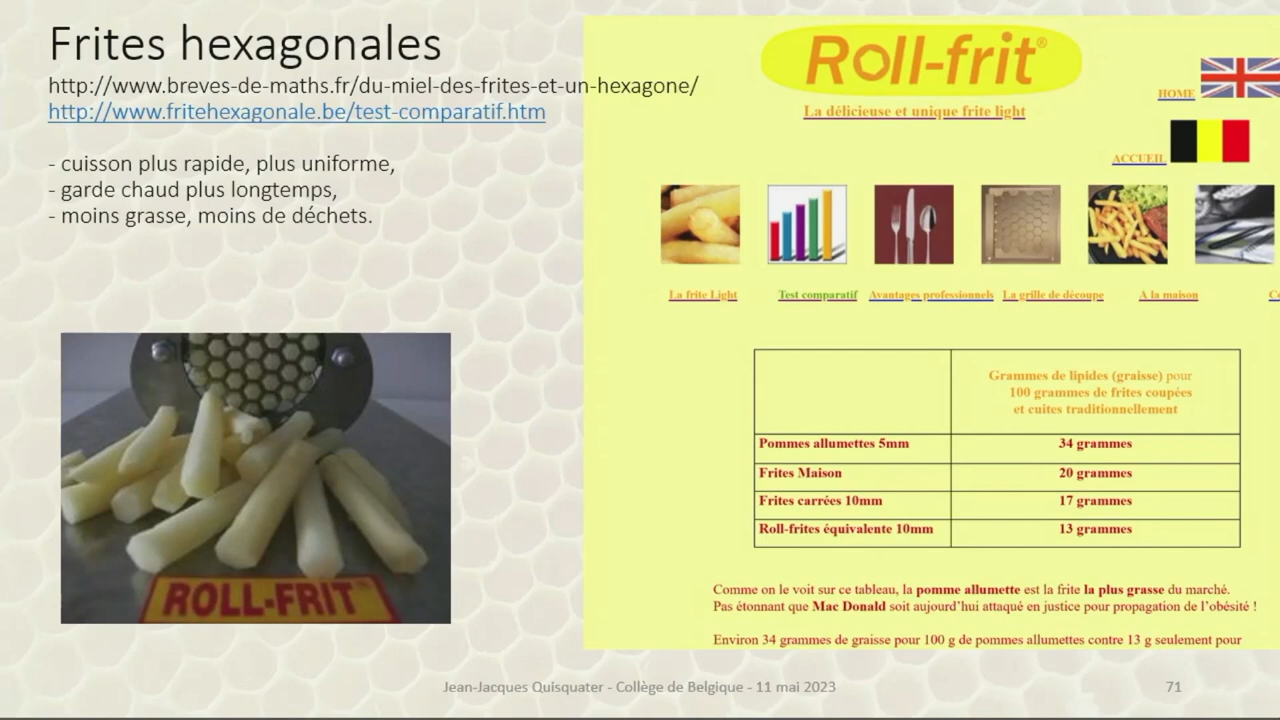 Frites hexagonales
http://www.breves-de-maths.fr/du-miel-des-frites-et-un-hexagone/
http://www.fritehexagonale.be/test-comparatif.htm
- cuisson plus rapide, plus uniforme,
- garde chaud plus longtemps,
- moins grasse, moins de déchets.
ROLL-FRIT
Roll-frit®
La délicieuse et unique frite light
HOME
ACCUEIL
La frite Light
Test comparatif
Avantages professionnels
La grille de découpe
A la maison
Grammes de lipides (graisse) pour
100 grammes de frites coupées
et cuites traditionnellement
Pommes allumettes 5mm 34 grammes
Frites Maison 20 grammes
Frites carrées 10mm 17 grammes
Roll-frites équivalente 10mm 13 grammes
Comme on le voit sur ce tableau, la pomme allumette est la frite la plus grasse du marché.
Pas étonnant que Mac Donald soit aujourd'hui attaqué en justice pour propagation de l'obésité !
Environ 34 grammes de graisse pour 100 g de pommes allumettes contre 13 g seulement pour
Jean-Jacques Quisquater - Collège de Belgique - 11 mai 2023
71